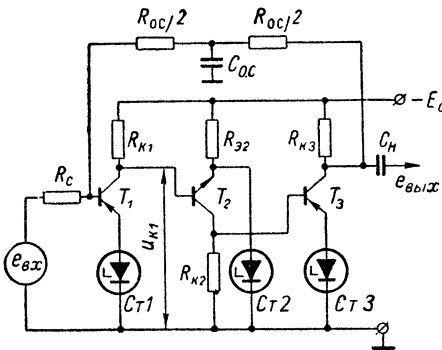 Rос/2 Rос/2
Cо.с
– Eс
Rк1 Rэ2 Rк3
Cн
Rс
T1 T2 T3
eвых
uк1
eвх
Rк2
Ст1 Ст2 Ст3